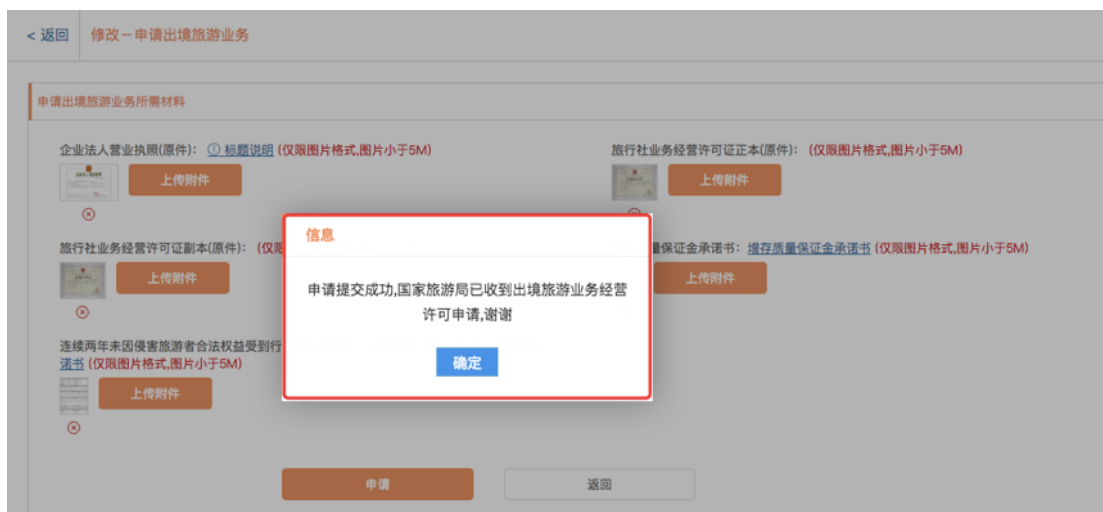 < 返回 修改－申请出境旅游业务
申请出境旅游业务所需材料
企业法人营业执照(原件): 标题说明 (仅限图片格式,图片小于5M)
旅行社业务经营许可证正本(原件): (仅限图片格式,图片小于5M)
上传附件
上传附件
旅行社业务经营许可证副本(原件): (仅限
量保证金承诺书: 增存质量保证金承诺书 (仅限图片格式,图片小于5M)
上传附件
上传附件
信息
申请提交成功,国家旅游局已收到出境旅游业务经营
许可申请,谢谢
确定
连续两年未因侵害旅游者合法权益受到行
诺书 (仅限图片格式,图片小于5M)
上传附件
申请
返回